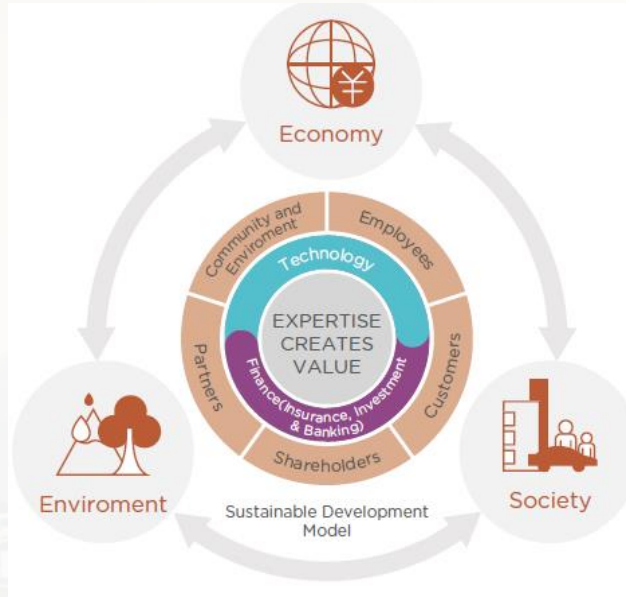 ¥
Economy
Community and
Enviroment
Employees
Technology
EXPERTISE
CREATES
VALUE
Partners
Customers
Finance(Insurance, Investment
& Banking)
Shareholders
Enviroment
Society
Sustainable Development
Model